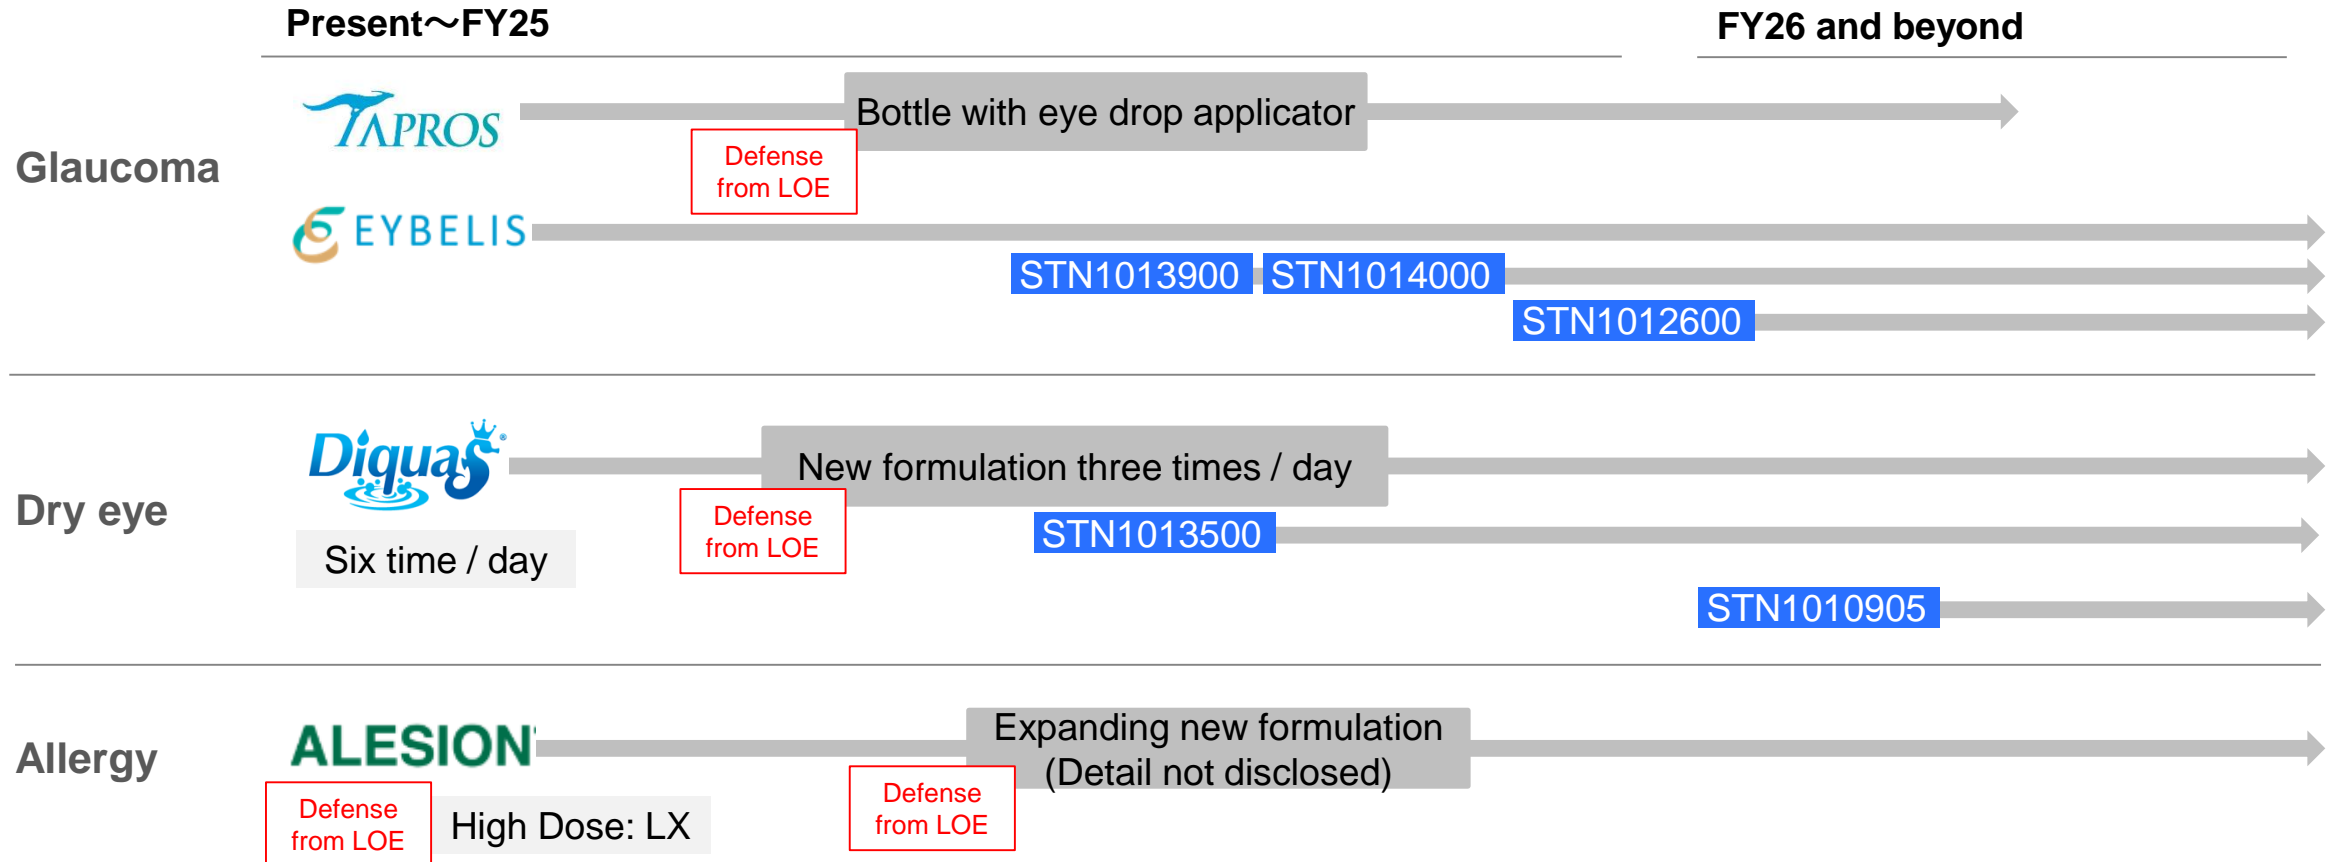 Present～FY25
FY26 and beyond
Glaucoma
TAPROS
Bottle with eye drop applicator
Defense
from LOE
EYBELIS
STN1013900
STN1014000
STN1012600
Dry eye
Diquas®
New formulation three times / day
Defense
from LOE
Six time / day
STN1013500
STN1010905
Allergy
ALESION
Expanding new formulation
(Detail not disclosed)
Defense
from LOE
High Dose: LX
Defense
from LOE